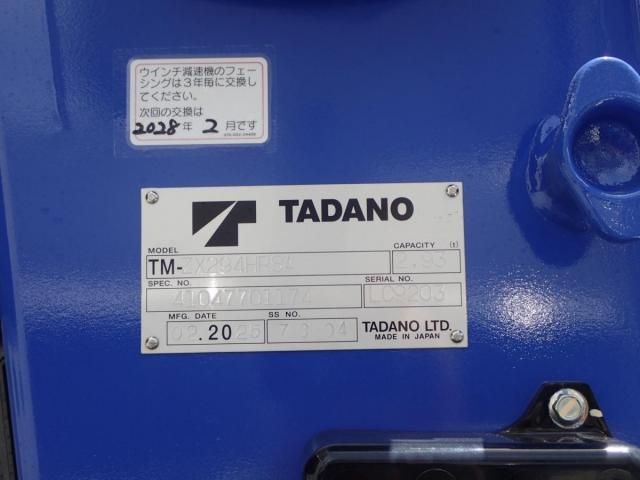 ウインチ減速機のフェー
シングは3年毎に交換し
てください。
次回の交換は
2028年 2月です
TADANO
MODEL CAPACITY (t)
TM-ZX294HRS4 2.93
SPEC. NO. SERIAL NO.
41047701174 LC9203
MFG. DATE SS NO.
02.2025 TADANO LTD.
MADE IN JAPAN